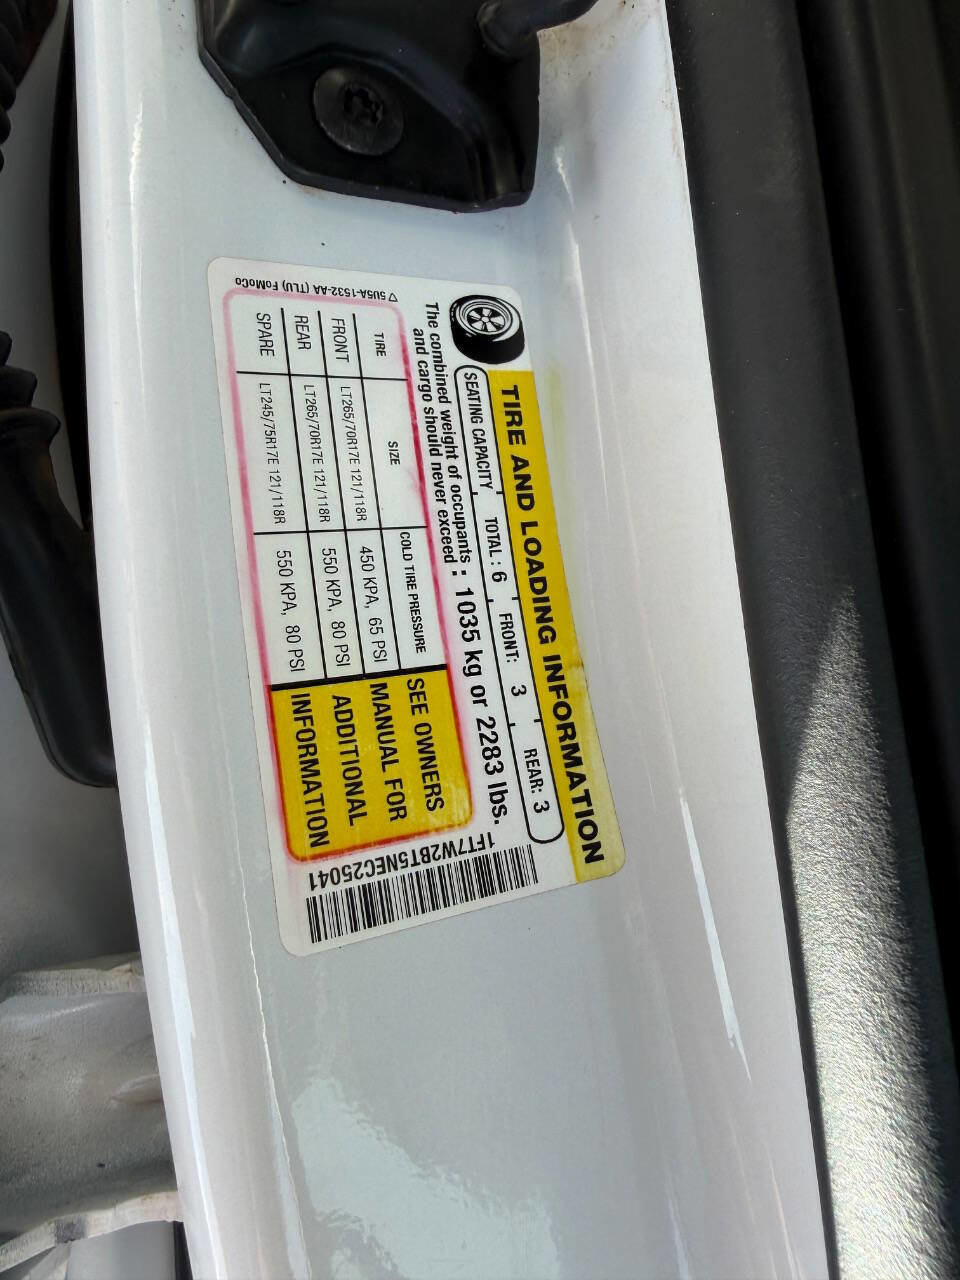 TIRE AND LOADING INFORMATION
SEATING CAPACITY TOTAL : 6 FRONT: 3 REAR: 3
The combined weight of occupants
and cargo should never exceed : 1035 kg or 2283 lbs.
TIRE SIZE COLD TIRE PRESSURE
FRONT LT265/70R17E 121/118R 450 KPA, 65 PSI
REAR LT265/70R17E 121/118R 550 KPA, 80 PSI
SPARE LT245/75R17E 121/118R 550 KPA, 80 PSI
SEE OWNERS
MANUAL FOR
ADDITIONAL
INFORMATION
5U5A-1532-AA (TLU) FoMoCo
1FT7W2BT5NEC25041